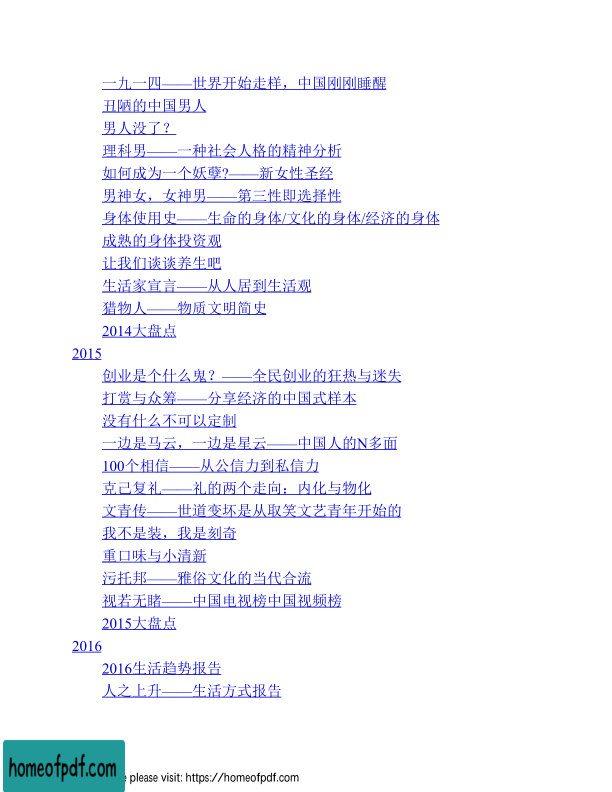 一九一四——世界开始走样，中国刚刚睡醒
丑陋的中国男人
男人没了？
理科男——一种社会人格的精神分析
如何成为一个妖孽?——新女性圣经
男神女，女神男——第三性即选择性
身体使用史——生命的身体/文化的身体/经济的身体
成熟的身体投资观
让我们谈谈养生吧
生活家宣言——从人居到生活观
猎物人——物质文明简史
2014大盘点
2015
创业是个什么鬼？——全民创业的狂热与迷失
打赏与众筹——分享经济的中国式样本
没有什么不可以定制
一边是马云，一边是星云——中国人的N多面
100个相信——从公信力到私信力
克己复礼——礼的两个走向：内化与物化
文青传——世道变坏是从取笑文艺青年开始的
我不是装，我是刻奇
重口味与小清新
污托邦——雅俗文化的当代合流
视若无睹——中国电视榜中国视频榜
2015大盘点
2016
2016生活趋势报告
人之上升——生活方式报告
homeofpdf.com
e please visit: https://homeofpdf.com